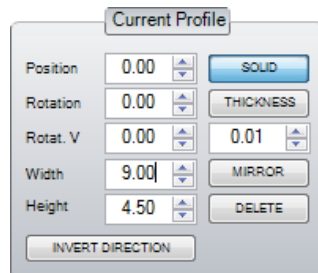 Current Profile
Position 0.00 SOLID
Rotation 0.00 THICKNESS
Rotat. V 0.00 0.01
Width 9.00 MIRROR
Height 4.50 DELETE
INVERT DIRECTION